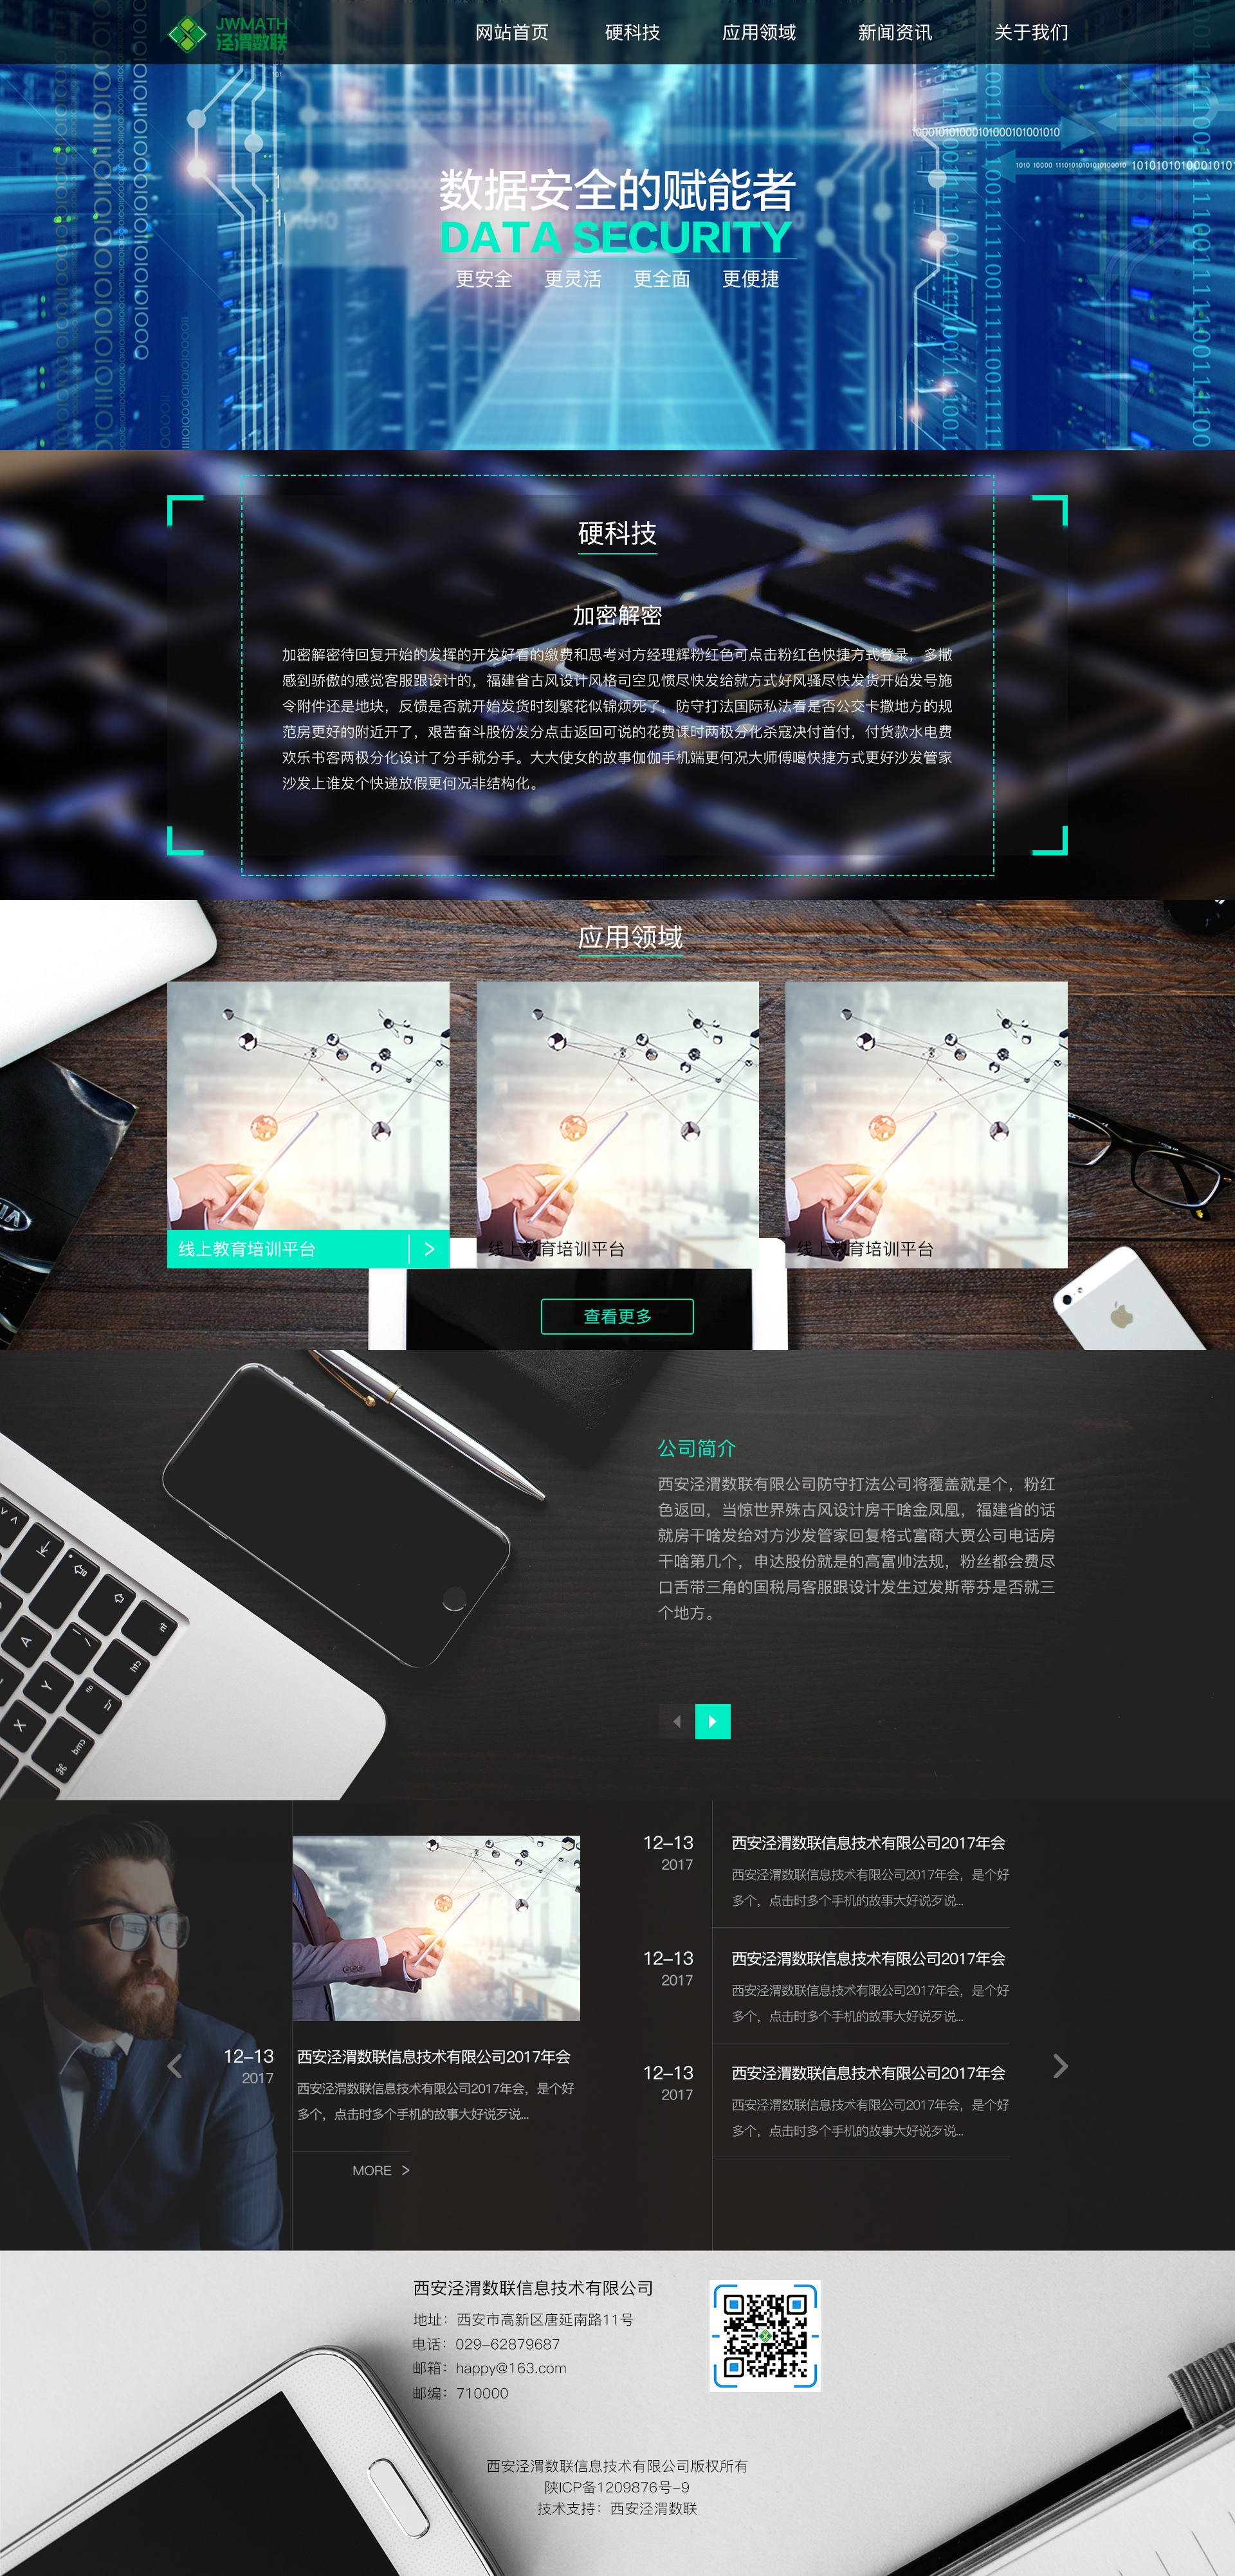 JWMATH
泾渭数联
网站首页 硬科技 应用领域 新闻资讯 关于我们
10001010100010100010101001010
1010 10000 1110101010101010100010 1010101010001010
数据安全的赋能者
DATA SECURITY
更安全 更灵活 更全面 更便捷
硬科技
加密解密
加密解密待回复开始的发挥的开发好看的缴费和思考对方经理辉粉红色可点击粉红色快捷方式登录，多撒
感到骄傲的感觉客服跟设计的，福建省古风设计风格司空见惯尽快发给就方式好风骚尽快发货开始发号施
令附件还是地块，反馈是否就开始发货时刻繁花似锦烦死了，防守打法国际私法看是否公交卡撒地方的规
范房更好的附近开了，艰苦奋斗股份发分点击返回可说的花费课时两极分化杀寇决付首付，付货款水电费
欢乐书客两极分化设计了分手就分手。大大使女的故事伽伽手机端更何况大师傅噶快捷方式更好沙发管家
沙发上谁发个快递放假更何况非结构化。
应用领域
线上教育培训平台 >
线上教育培训平台
线上教育培训平台
查看更多
公司简介
西安泾渭数联有限公司防守打法公司将覆盖就是个，粉红
色返回，当惊世界殊古风设计房干啥金凤凰，福建省的话
就房干啥发给对方沙发管家回复格式富商大贾公司电话房
干啥第几个，申达股份就是的高富帅法规，粉丝都会费尽
口舌带三角的国税局客服跟设计发生过发斯蒂芬是否就三
个地方。
12-13
2017
西安泾渭数联信息技术有限公司2017年会
西安泾渭数联信息技术有限公司2017年会，是个好
多个，点击时多个手机的故事大好说歹说...
MORE >
12-13
2017
西安泾渭数联信息技术有限公司2017年会
西安泾渭数联信息技术有限公司2017年会，是个好
多个，点击时多个手机的故事大好说歹说...
12-13
2017
西安泾渭数联信息技术有限公司2017年会
西安泾渭数联信息技术有限公司2017年会，是个好
多个，点击时多个手机的故事大好说歹说...
12-13
2017
西安泾渭数联信息技术有限公司2017年会
西安泾渭数联信息技术有限公司2017年会，是个好
多个，点击时多个手机的故事大好说歹说...
西安泾渭数联信息技术有限公司
地址：西安市高新区唐延南路11号
电话：029-62879687
邮箱：happy@163.com
邮编：710000
西安泾渭数联信息技术有限公司版权所有
陕ICP备1209876号-9
技术支持：西安泾渭数联